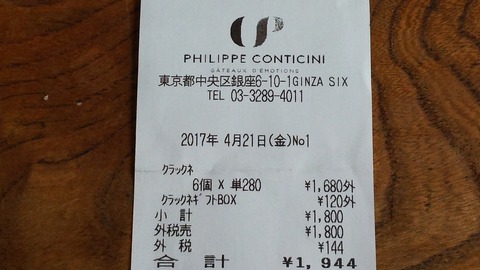 PHILIPPE CONTICINI
GÂTEAUX D'ÉMOTIONS
東京都中央区銀座6-10-1GINZA SIX
TEL 03-3289-4011
2017年 4月21日(金)No1
クラックネ
6個 X 単280 ¥1,680外
クラックネギフトBOX ¥120外
小 計 ¥1,800
外税売 ¥1,800
外 税 ¥144
合 計 ¥1,944